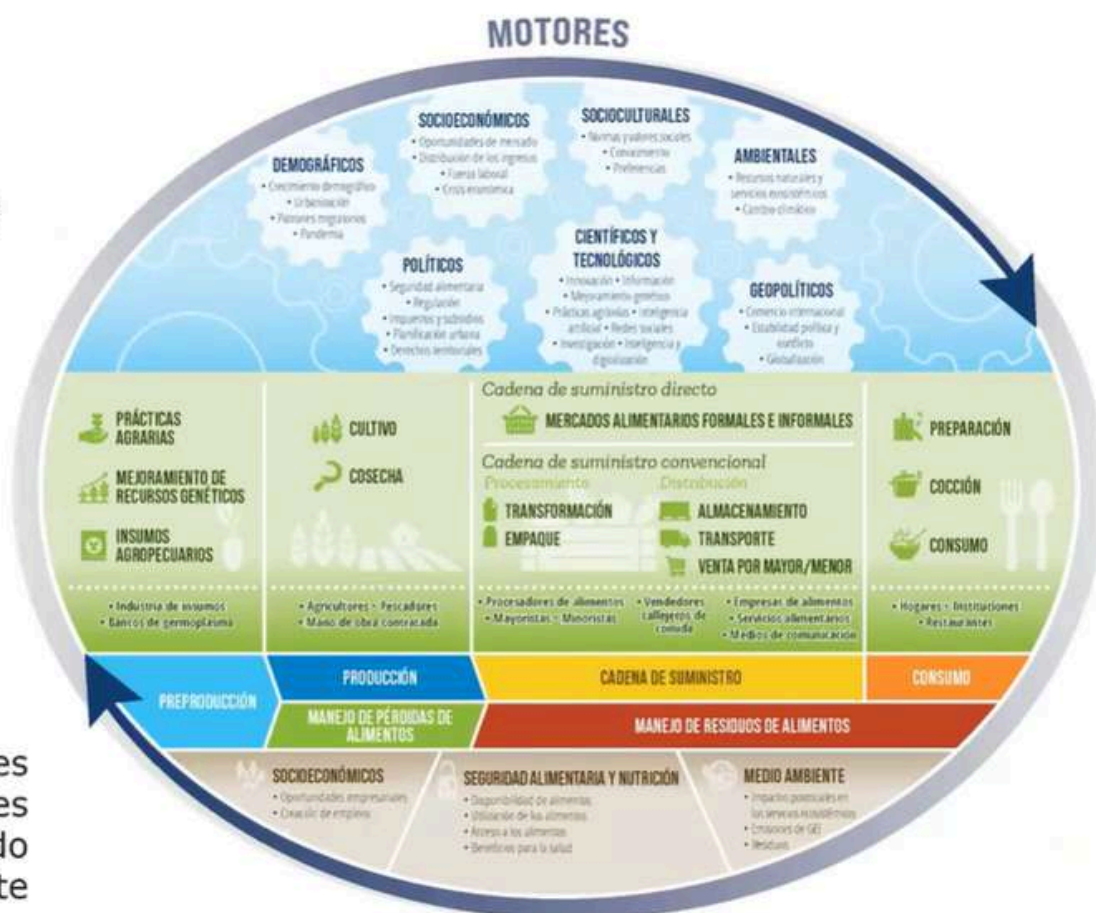 MOTORES
DEMOGRÁFICOS
• Crecimiento demográfico
• Urbanización
• Patrones migratorios
• Pandemia
SOCIOECONÓMICOS
• Oportunidades de mercado
• Distribución de los ingresos
• Fuerza laboral
• Crisis económica
SOCIOCULTURALES
• Normas y valores sociales
• Conocimiento
• Preferencias
AMBIENTALES
• Recursos naturales y
servicios ecosistémicos
• Cambio climático
POLÍTICOS
• Seguridad alimentaria
• Regulación
• Impuestos y subsidios
• Planificación urbana
• Derechos territoriales
CIENTÍFICOS Y
TECNOLÓGICOS
• Innovación • Información
• Mejoramiento genético
• Prácticas agrícolas • Inteligencia
artificial • Redes sociales
• Investigación • Inteligencia y
digitalización
GEOPOLÍTICOS
• Comercio internacional
• Estabilidad política y
conflicto
• Globalización
PRÁCTICAS
AGRARIAS
MEJORAMIENTO DE
RECURSOS GENÉTICOS
INSUMOS
AGROPECUARIOS
• Industria de insumos
• Bancos de germoplasma
CULTIVO
COSECHA
• Agricultores • Pescadores
• Mano de obra contratada
Cadena de suministro directo
MERCADOS ALIMENTARIOS FORMALES E INFORMALES
Cadena de suministro convencional
Procesamiento
TRANSFORMACIÓN
EMPAQUE
Distribución
ALMACENAMIENTO
TRANSPORTE
VENTA POR MAYOR/MENOR
• Procesadores de alimentos
• Mayoristas • Minoristas
• Vendedores
callejeros de
comida
• Empresas de alimentos
• Servicios alimentarios
• Medios de comunicación
PREPARACIÓN
COCCIÓN
CONSUMO
• Hogares • Instituciones
• Restaurantes
PREPRODUCCIÓN
PRODUCCIÓN
CADENA DE SUMINISTRO
CONSUMO
MANEJO DE PÉRDIDAS DE
ALIMENTOS
MANEJO DE RESIDUOS DE ALIMENTOS
SOCIOECONÓMICOS
• Oportunidades empresariales
• Creación de empleos
SEGURIDAD ALIMENTARIA Y NUTRICIÓN
• Disponibilidad de alimentos
• Utilización de los alimentos
• Acceso a los alimentos
• Beneficios para la salud
MEDIO AMBIENTE
• Impactos potenciales en
los servicios ecosistémicos
• Emisiones de GEI
• Residuos
es
es
do
te